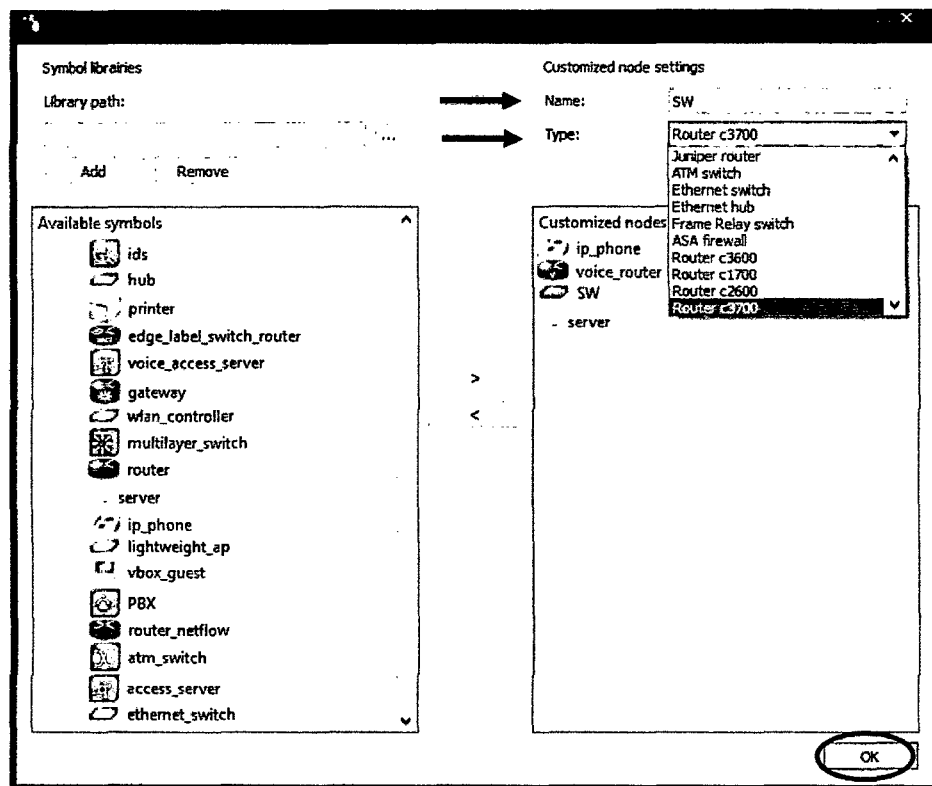 Symbol librairies
Library path:
...
Add
Remove
Available symbols
ids
hub
printer
edge_label_switch_router
voice_access_server
gateway
wlan_controller
multilayer_switch
router
server
ip_phone
lightweight_ap
vbox_guest
PBX
router_netflow
atm_switch
access_server
ethernet_switch
>
<
Customized node settings
Name:
SW
Type:
Router c3700
Juniper router
ATM switch
Ethernet switch
Ethernet hub
Frame Relay switch
ASA firewall
Router c3600
Router c1700
Router c2600
Router c3700
Customized nodes
ip_phone
voice_router
SW
server
OK